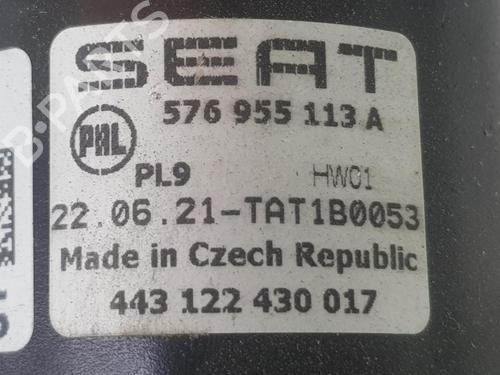 SEAT
576 955 113 A
PHL
PL9 HW01
22.06.21-TAT1B0053
Made in Czech Republic
443 122 430 017
B-PARTS